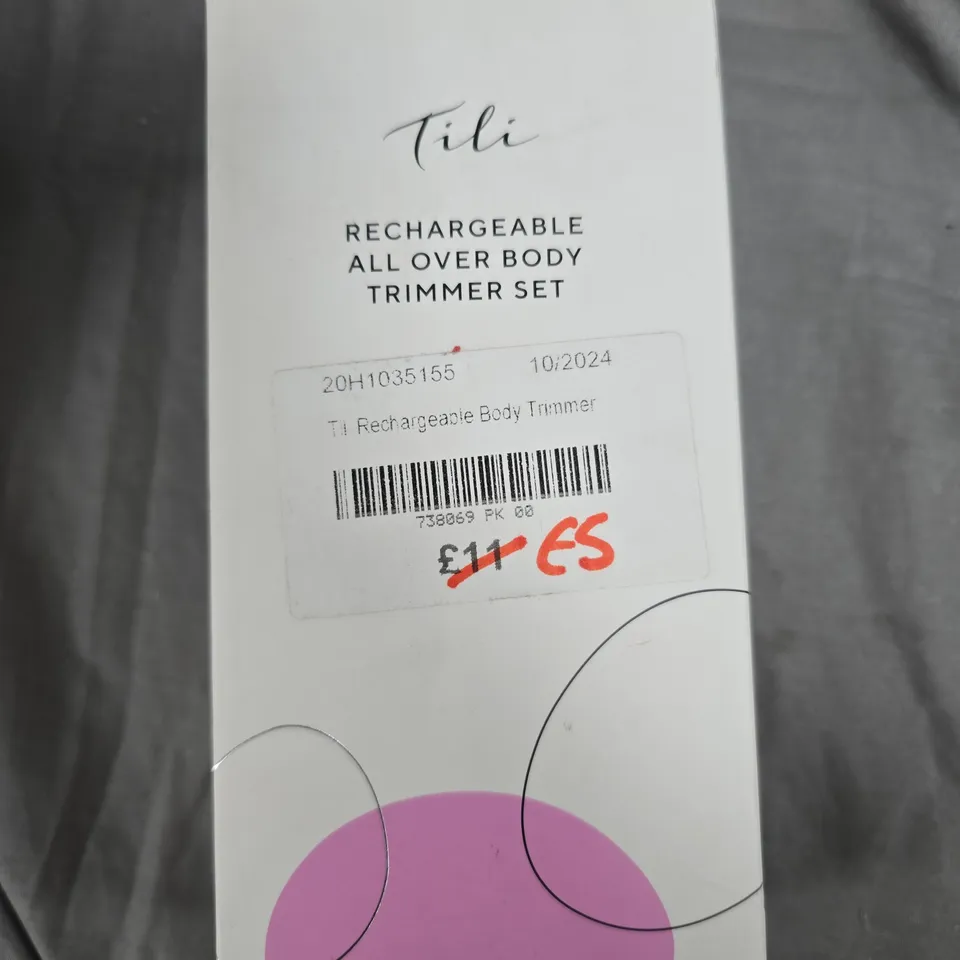 Tili
RECHARGEABLE
ALL OVER BODY
TRIMMER SET
20H1035155 10/2024
Tili Rechargeable Body Trimmer
738069 PK 00
£11 £5